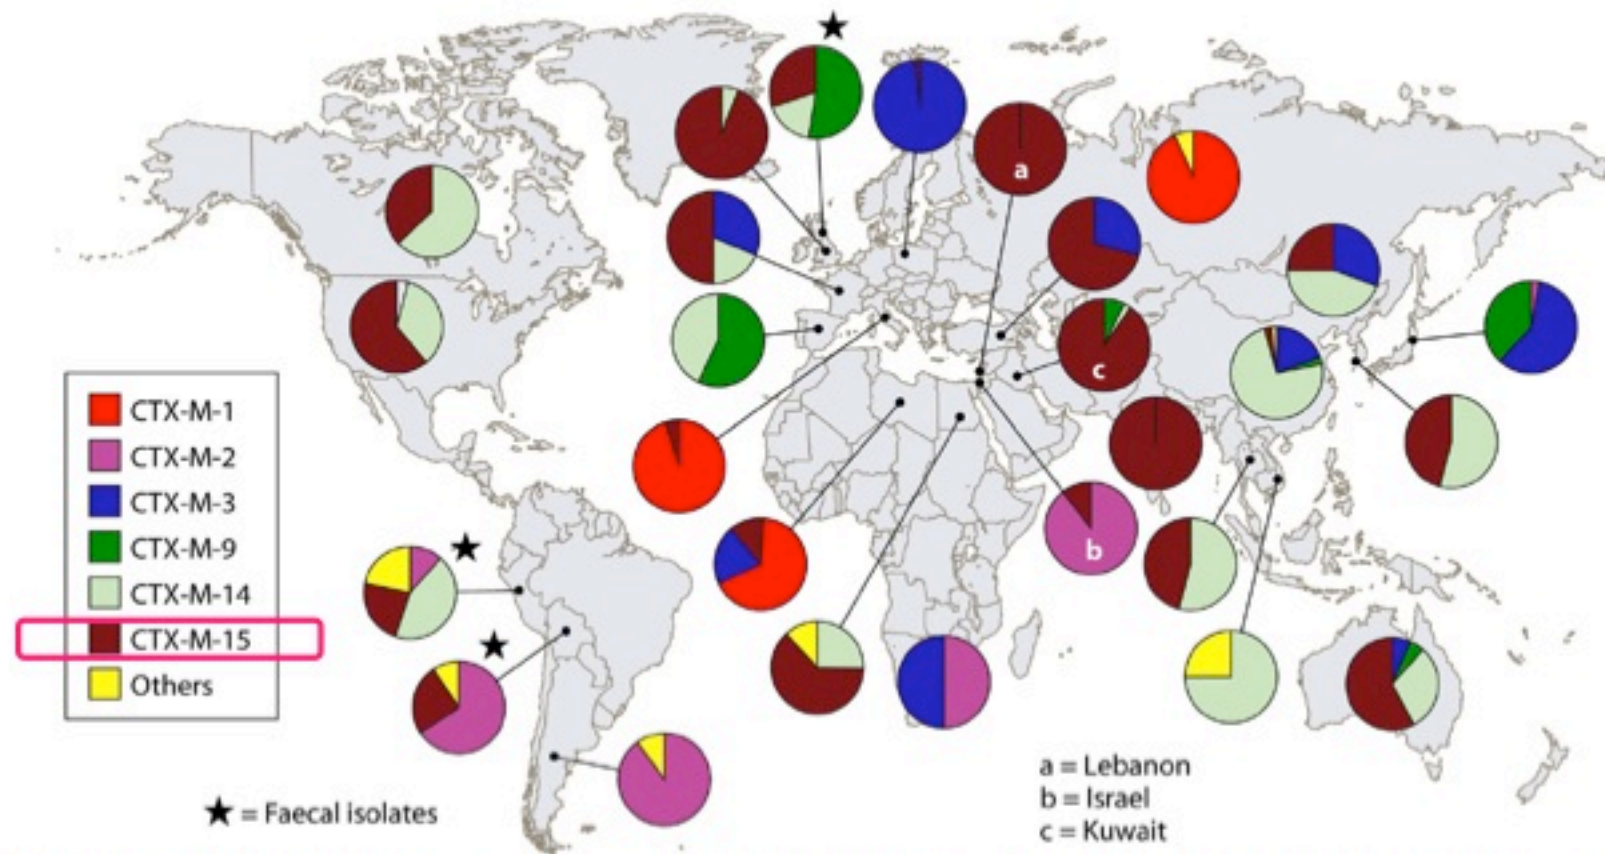 a
c
b
CTX-M-1
CTX-M-2
CTX-M-3
CTX-M-9
CTX-M-14
CTX-M-15
Others
★ = Faecal isolates
a = Lebanon
b = Israel
c = Kuwait